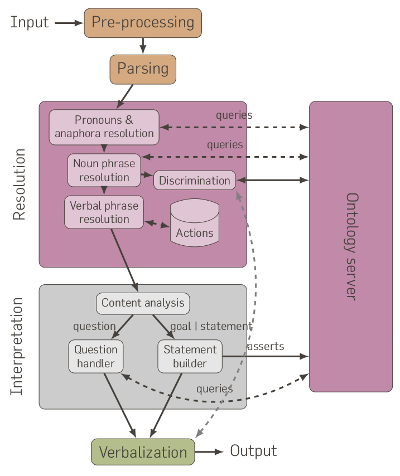 Input
Pre-processing
Parsing
Resolution
Pronouns &
anaphora resolution
queries
queries
Noun phrase
resolution
Discrimination
Verbal phrase
resolution
Actions
Ontology server
Interpretation
Content analysis
question
goal | statement
Question
handler
Statement
builder
asserts
queries
Verbalization
Output